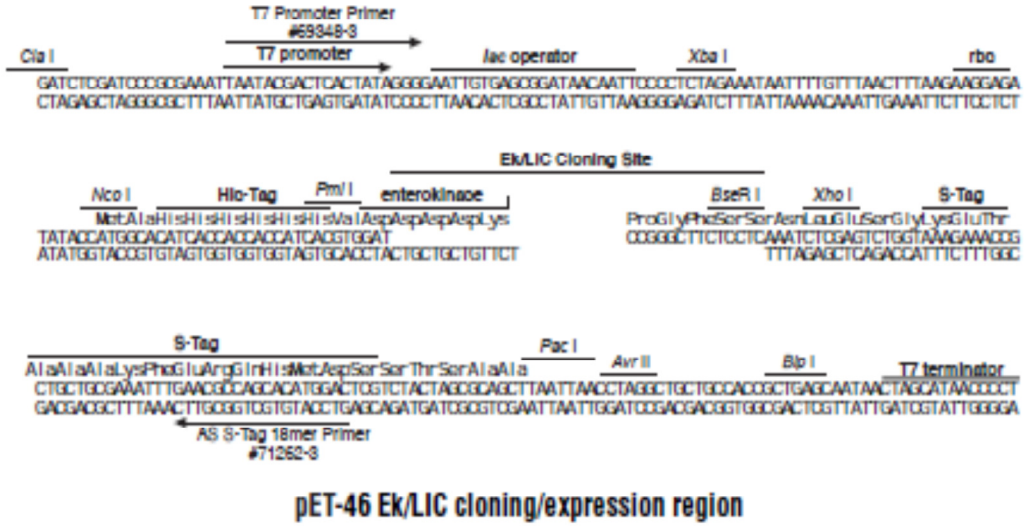 T7 Promoter Primer
#69348-3
Cla I T7 promoter lac operator Xba I rbs
GATCTCGATCCCGCGAAATTAATACGACTCACTATAGGGGAATTGTGAGCGGATAACAATTCCCCTCTAGAAATAATTTTGTTTAACTTTAAGAAGGAGA
CTAGAGCTAGGGCGCTTTAATTATGCTGAGTGATATCCCCTTAACACTCGCCTATTGTTAAGGGGAGATCTTTATTAAAACAAATTGAAATTCTTCCTCT
Ek/LIC Cloning Site
Nco I His-Tag Pml I enterokinase BseR I Xho I S-Tag
MetAlaHisHisHisHisHisHisValAspAspAspAspLys ProGlyPheSerSerAsnLeuGluSerGlyLysGluThr
TATACCATGGCACATCACCACCACCATCACGTGGAT CCGGGCTTCTCCTCAAATCTCGAGTCTGGTAAAGAAACCG
ATATGGTACCGTGTAGTGGTGGTGGTAGTGCACCTACTGCTGCTGTTCT TTTAGAGCTCAGACCATTTCTTTGGC
S-Tag Pac I Avr II Blp I T7 terminator
AlaAlaAlaLysPheGluArgGlnHisMetAspSerSerThrSerAlaAla
CTGCTGCGAAATTTGAACGCCAGCACATGGACTCGTCTACTAGCGCAGCTTAATTAACCTAGGCTGCTGCCACCGCTGAGCAATAACTAGCATAACCCCT
GACGACGCTTTAAACTTGCGGTCGTGTACCTGAGCAGATGATCGCGTCGAATTAATTGGATCCGACGACGGTGGCGACTCGTTATTGATCGTATTGGGGA
AS S-Tag 18mer Primer
#71262-3
pET-46 Ek/LIC cloning/expression region